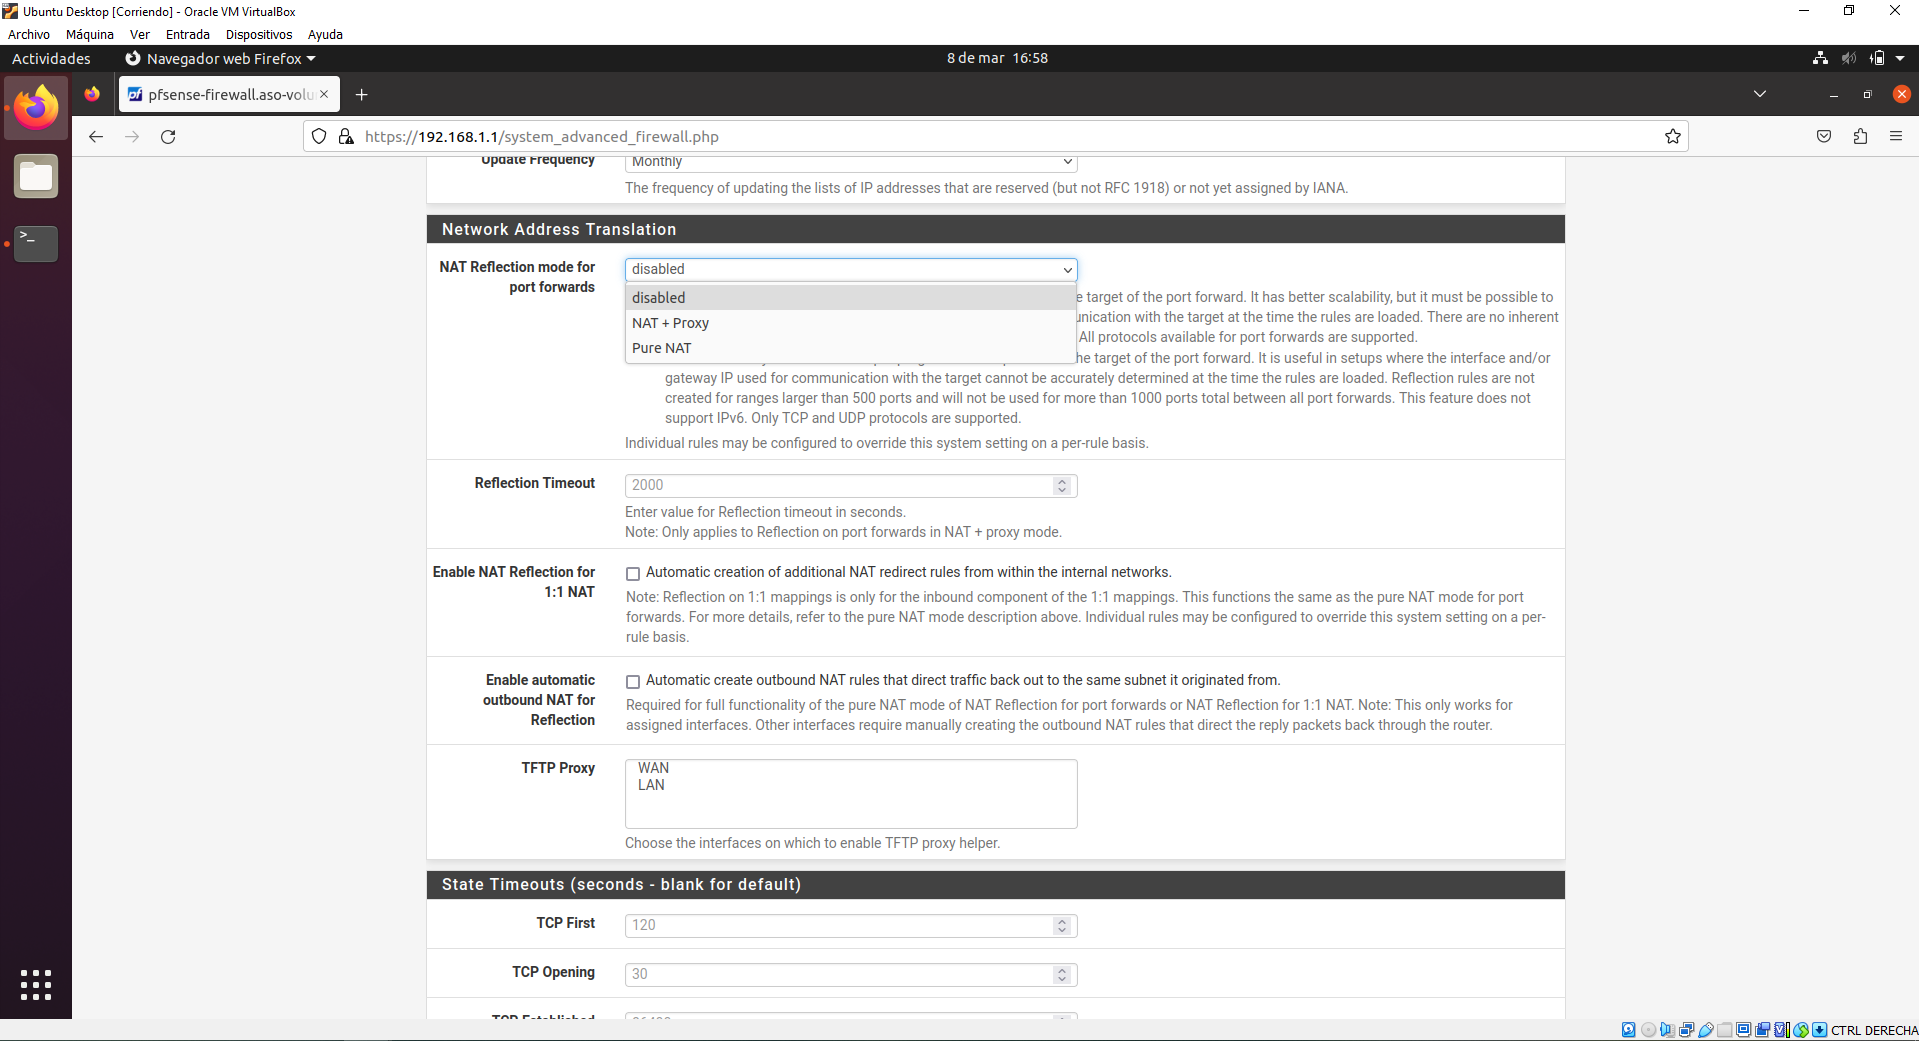 Ubuntu Desktop [Corriendo] - Oracle VM VirtualBox
Archivo Máquina Ver Entrada Dispositivos Ayuda
Actividades Navegador web Firefox 8 de mar 16:58
pfsense-firewall.aso-volu
https://192.168.1.1/system_advanced_firewall.php
Update Frequency Monthly
The frequency of updating the lists of IP addresses that are reserved (but not RFC 1918) or not yet assigned by IANA.
Network Address Translation
NAT Reflection mode for port forwards
disabled
disabled
NAT + Proxy
Pure NAT
e target of the port forward. It has better scalability, but it must be possible to
nication with the target at the time the rules are loaded. There are no inherent
All protocols available for port forwards are supported.
he target of the port forward. It is useful in setups where the interface and/or
gateway IP used for communication with the target cannot be accurately determined at the time the rules are loaded. Reflection rules are not
created for ranges larger than 500 ports and will not be used for more than 1000 ports total between all port forwards. This feature does not
support IPv6. Only TCP and UDP protocols are supported.
Individual rules may be configured to override this system setting on a per-rule basis.
Reflection Timeout 2000
Enter value for Reflection timeout in seconds.
Note: Only applies to Reflection on port forwards in NAT + proxy mode.
Enable NAT Reflection for 1:1 NAT
Automatic creation of additional NAT redirect rules from within the internal networks.
Note: Reflection on 1:1 mappings is only for the inbound component of the 1:1 mappings. This functions the same as the pure NAT mode for port
forwards. For more details, refer to the pure NAT mode description above. Individual rules may be configured to override this system setting on a per-
rule basis.
Enable automatic outbound NAT for Reflection
Automatic create outbound NAT rules that direct traffic back out to the same subnet it originated from.
Required for full functionality of the pure NAT mode of NAT Reflection for port forwards or NAT Reflection for 1:1 NAT. Note: This only works for
assigned interfaces. Other interfaces require manually creating the outbound NAT rules that direct the reply packets back through the router.
TFTP Proxy
WAN
LAN
Choose the interfaces on which to enable TFTP proxy helper.
State Timeouts (seconds - blank for default)
TCP First 120
TCP Opening 30
TCP Established
CTRL DERECHA